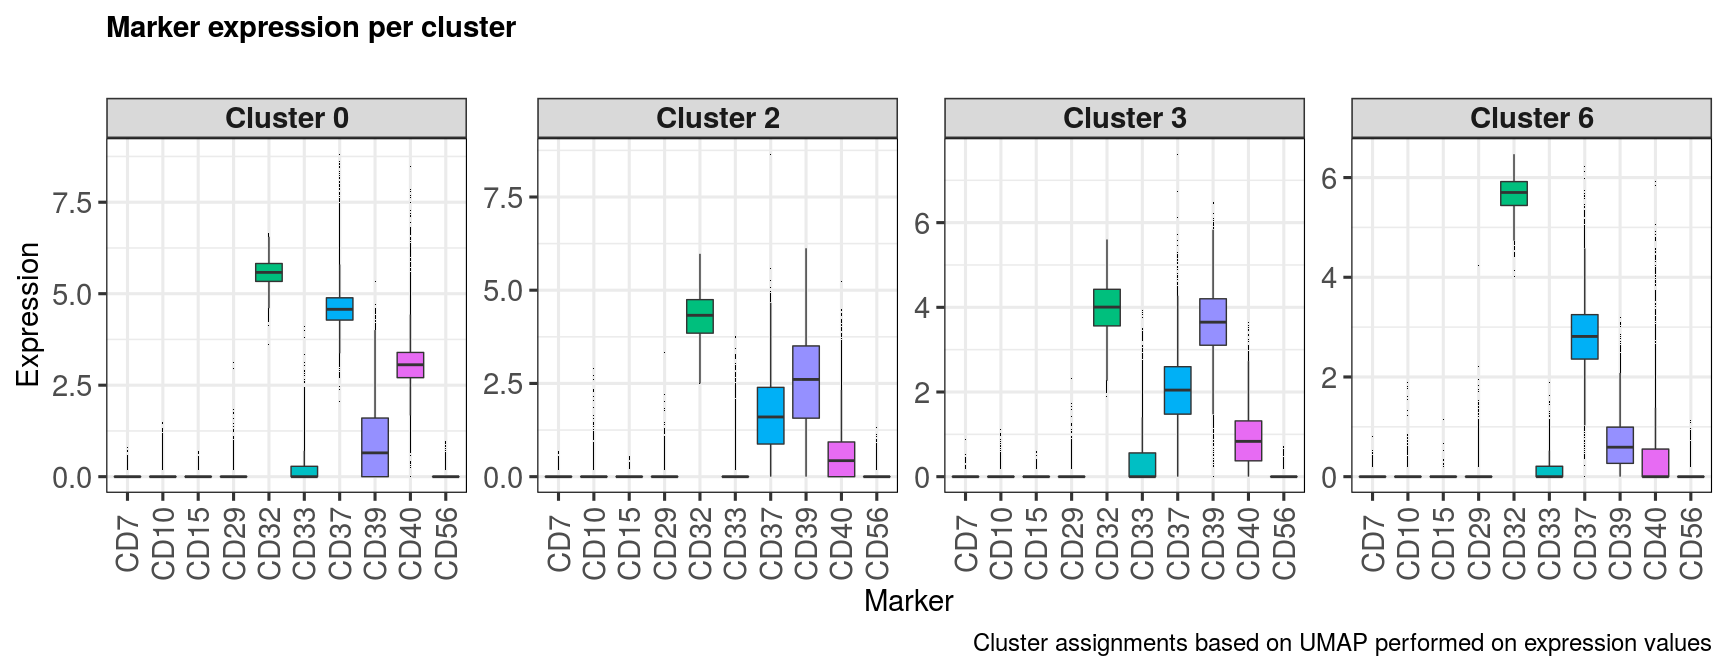 Marker expression per cluster
Cluster 0
Cluster 2
Cluster 3
Cluster 6
Expression
7.5
5.0
2.5
0.0
7.5
5.0
2.5
0.0
6
4
2
0
6
4
2
0
CD7 CD10 CD15 CD29 CD32 CD33 CD37 CD39 CD40 CD56
CD7 CD10 CD15 CD29 CD32 CD33 CD37 CD39 CD40 CD56
CD7 CD10 CD15 CD29 CD32 CD33 CD37 CD39 CD40 CD56
CD7 CD10 CD15 CD29 CD32 CD33 CD37 CD39 CD40 CD56
Marker
Cluster assignments based on UMAP performed on expression values